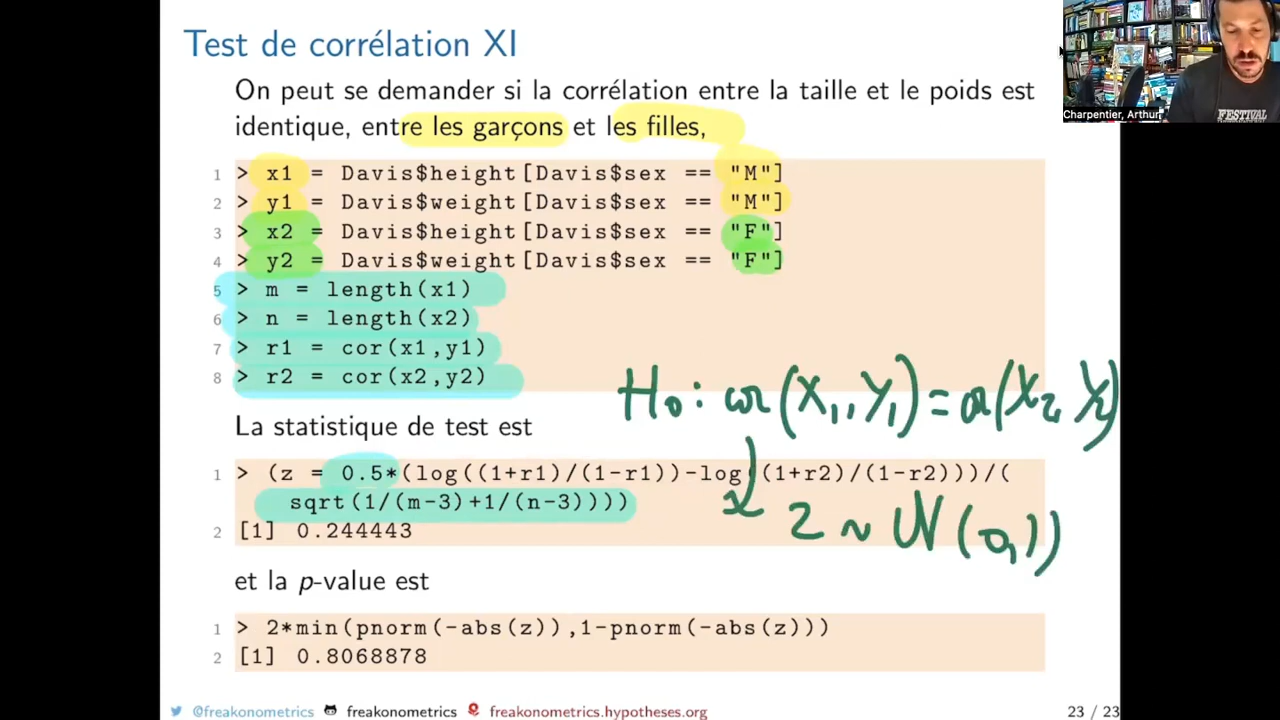 Test de corrélation XI
On peut se demander si la corrélation entre la taille et le poids est
identique, entre les garçons et les filles,
1 > x1 = Davis$height[Davis$sex == "M"]
2 > y1 = Davis$weight[Davis$sex == "M"]
3 > x2 = Davis$height[Davis$sex == "F"]
4 > y2 = Davis$weight[Davis$sex == "F"]
5 > m = length(x1)
6 > n = length(x2)
7 > r1 = cor(x1,y1)
8 > r2 = cor(x2,y2)
H0: cor(X1,Y1)=cor(X2 Y2)
La statistique de test est
1 > (z = 0.5*(log((1+r1)/(1-r1))-log((1+r2)/(1-r2)))/(
sqrt(1/(m-3)+1/(n-3))))
2 [1] 0.244443
Z ~ N(0,1)
et la p-value est
1 > 2*min(pnorm(-abs(z)),1-pnorm(-abs(z)))
2 [1] 0.8068878
@freakonometrics freakonometrics freakonometrics.hypotheses.org 23 / 23
Charpentier, Arthur
FESTIVAL